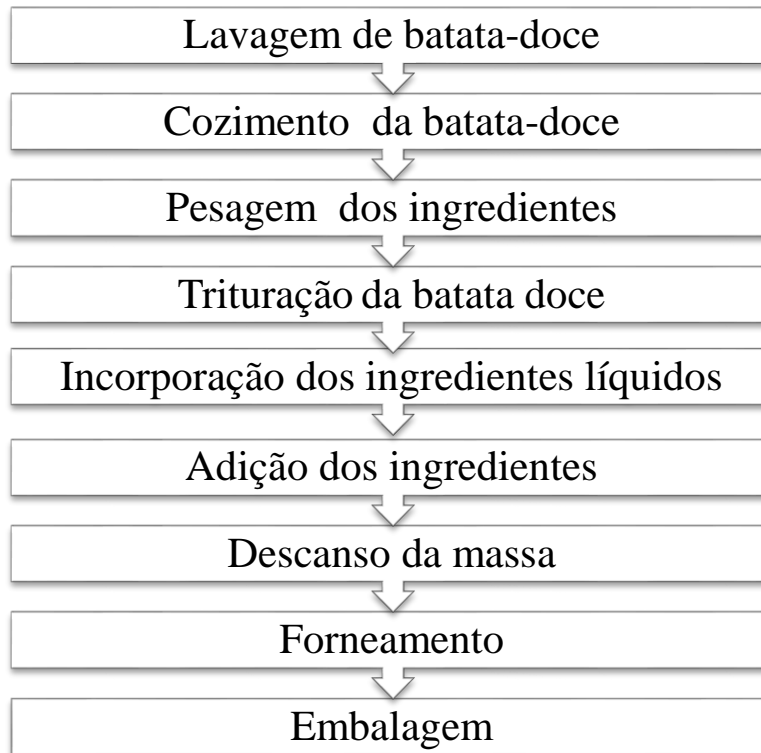 Lavagem de batata-doce
Cozimento da batata-doce
Pesagem dos ingredientes
Trituração da batata doce
Incorporação dos ingredientes líquidos
Adição dos ingredientes
Descanso da massa
Forneamento
Embalagem